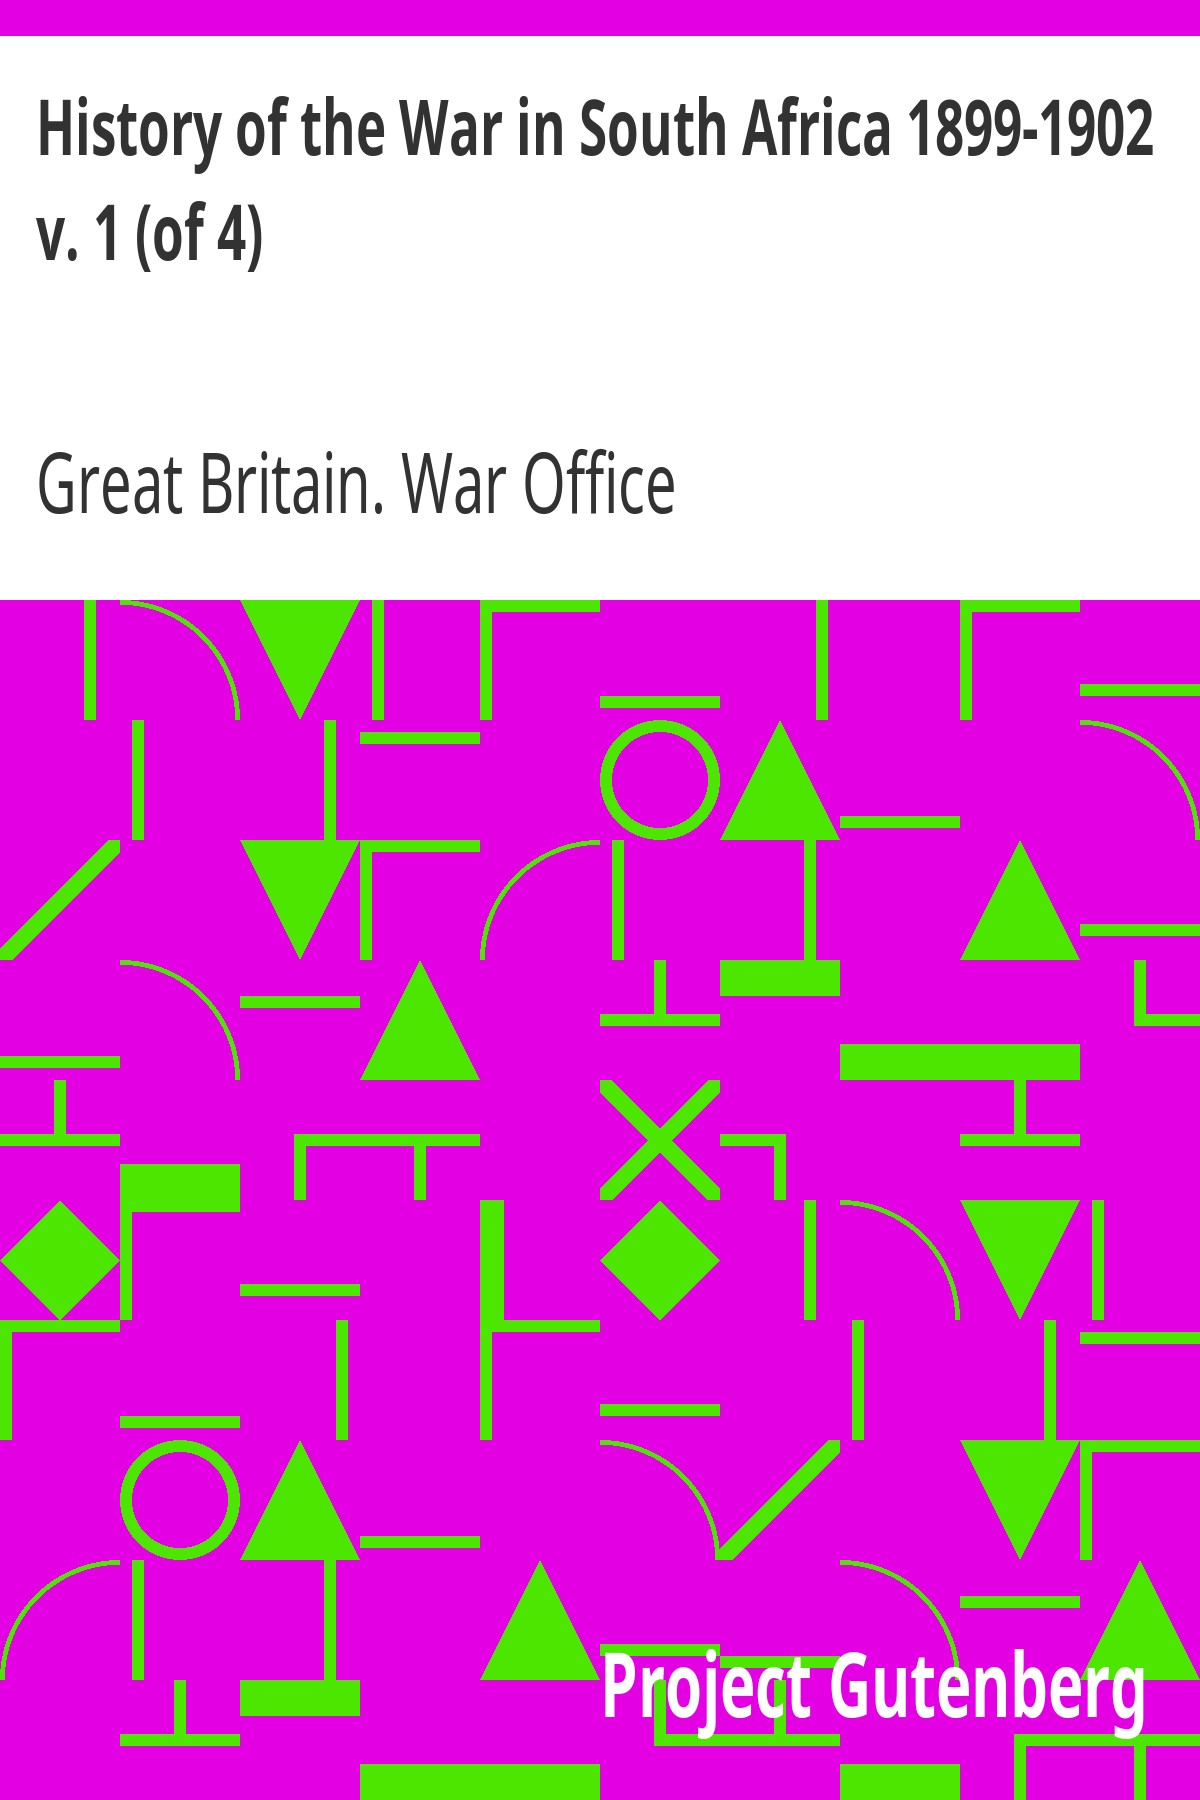 History of the War in South Africa 1899-1902
v. 1 (of 4)
Great Britain. War Office
Project Gutenberg